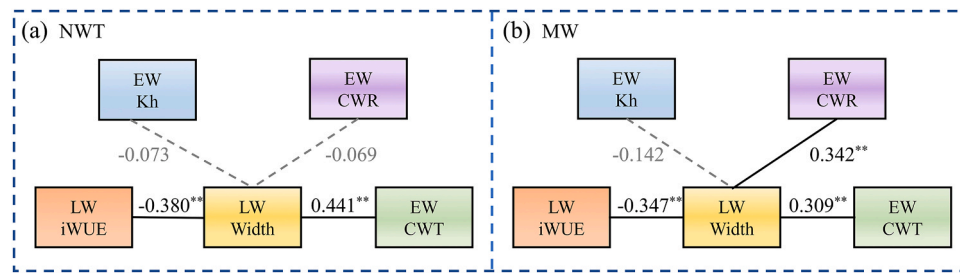 (a) NWT
EW
Kh
EW
CWR
-0.073
-0.069
LW
iWUE
-0.380**
LW
Width
0.441**
EW
CWT
(b) MW
EW
Kh
EW
CWR
-0.142
0.342**
LW
iWUE
-0.347**
LW
Width
0.309**
EW
CWT